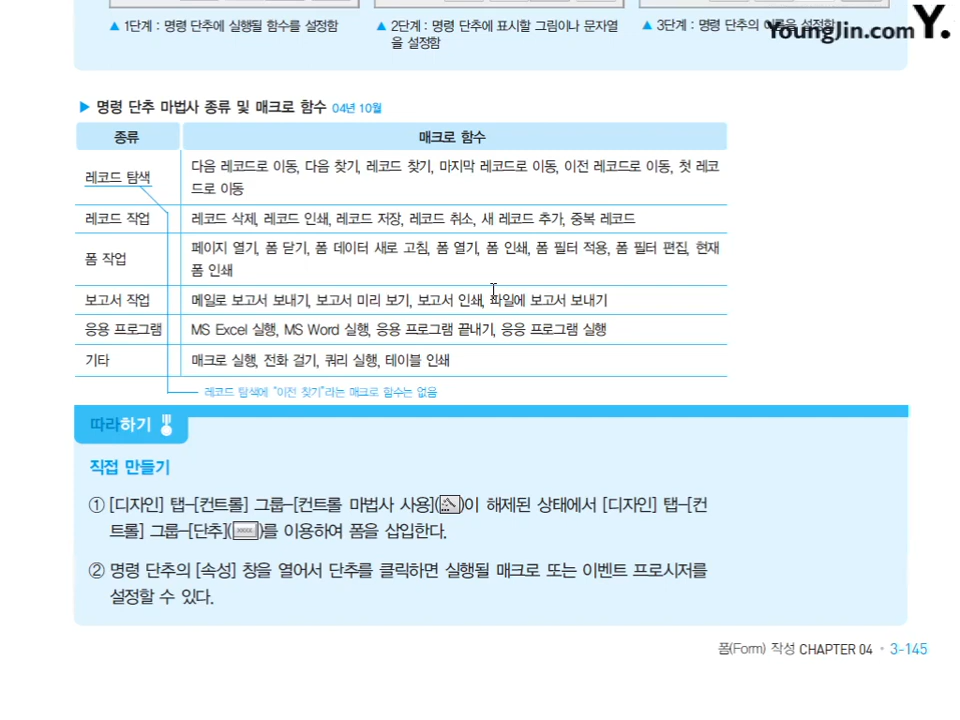 ▲ 1단계 : 명령 단추에 실행될 함수를 설정함
▲ 2단계 : 명령 단추에 표시할 그림이나 문자열
을 설정함
▲ 3단계 : 명령 단추의 이름을 설정함
YoungJin.com Y.
▶ 명령 단추 마법사 종류 및 매크로 함수 04년 10월
종류 매크로 함수
레코드 탐색 다음 레코드로 이동, 다음 찾기, 레코드 찾기, 마지막 레코드로 이동, 이전 레코드로 이동, 첫 레코
드로 이동
레코드 작업 레코드 삭제, 레코드 인쇄, 레코드 저장, 레코드 취소, 새 레코드 추가, 중복 레코드
폼 작업 페이지 열기, 폼 닫기, 폼 데이터 새로 고침, 폼 열기, 폼 인쇄, 폼 필터 적용, 폼 필터 편집, 현재
폼 인쇄
보고서 작업 메일로 보고서 보내기, 보고서 미리 보기, 보고서 인쇄, 파일에 보고서 보내기
응용 프로그램 MS Excel 실행, MS Word 실행, 응용 프로그램 끝내기, 응응 프로그램 실행
기타 매크로 실행, 전화 걸기, 쿼리 실행, 테이블 인쇄
레코드 탐색에 "이전 찾기"라는 매크로 함수는 없음
따라하기
직접 만들기
① [디자인] 탭-[컨트롤] 그룹-[컨트롤 마법사 사용]( )이 해제된 상태에서 [디자인] 탭-[컨
트롤] 그룹-[단추](xxxx)를 이용하여 폼을 삽입한다.
② 명령 단추의 [속성] 창을 열어서 단추를 클릭하면 실행될 매크로 또는 이벤트 프로시저를
설정할 수 있다.
폼(Form) 작성 CHAPTER 04 • 3-145